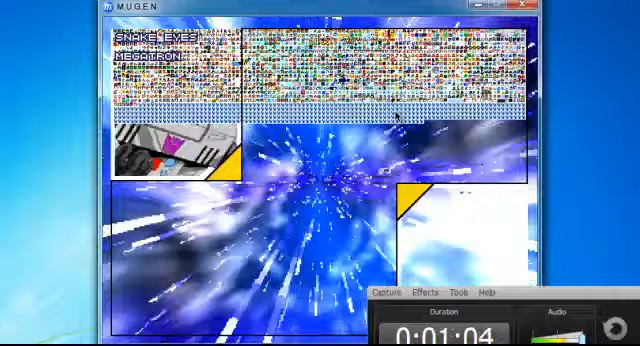 M.U.G.E.N
SNAKE EYES
MEGATRON
Capture Effects Tools Help
Duration
Audio
0:01:04